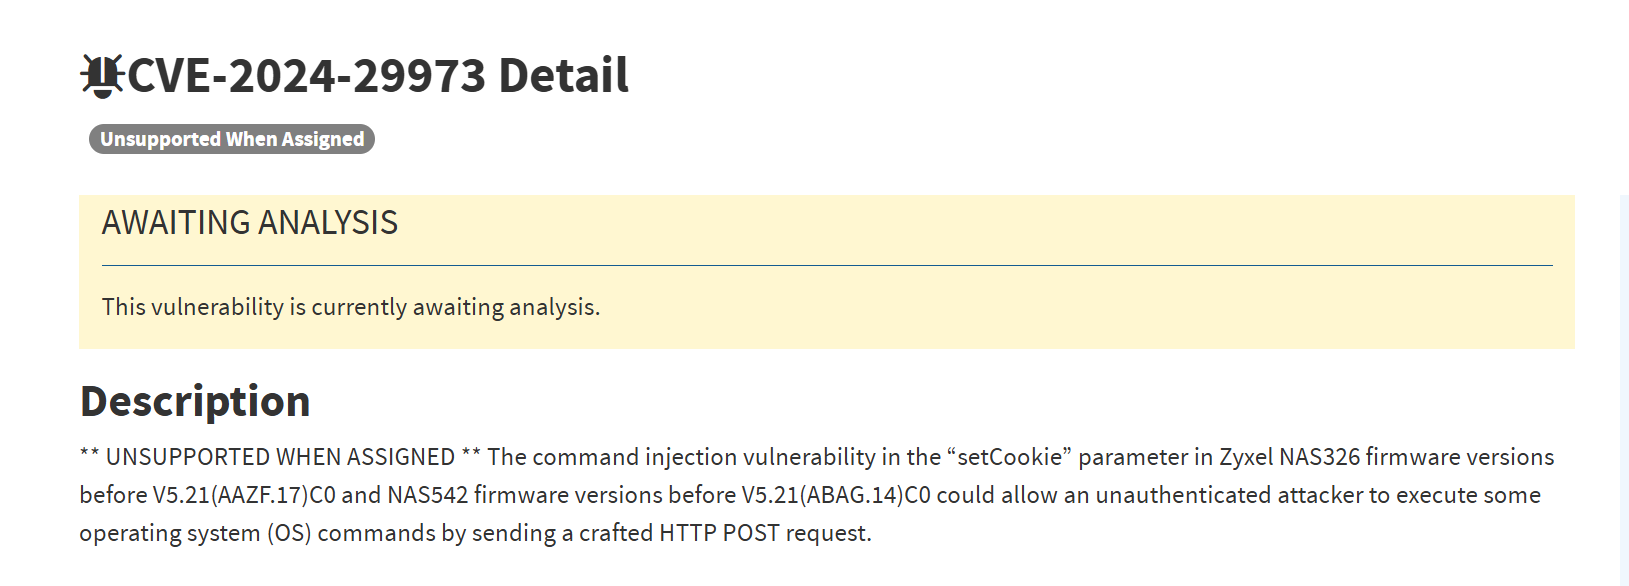 CVE-2024-29973 Detail
Unsupported When Assigned
AWAITING ANALYSIS
This vulnerability is currently awaiting analysis.
Description
** UNSUPPORTED WHEN ASSIGNED ** The command injection vulnerability in the “setCookie” parameter in Zyxel NAS326 firmware versions
before V5.21(AAZF.17)C0 and NAS542 firmware versions before V5.21(ABAG.14)C0 could allow an unauthenticated attacker to execute some
operating system (OS) commands by sending a crafted HTTP POST request.